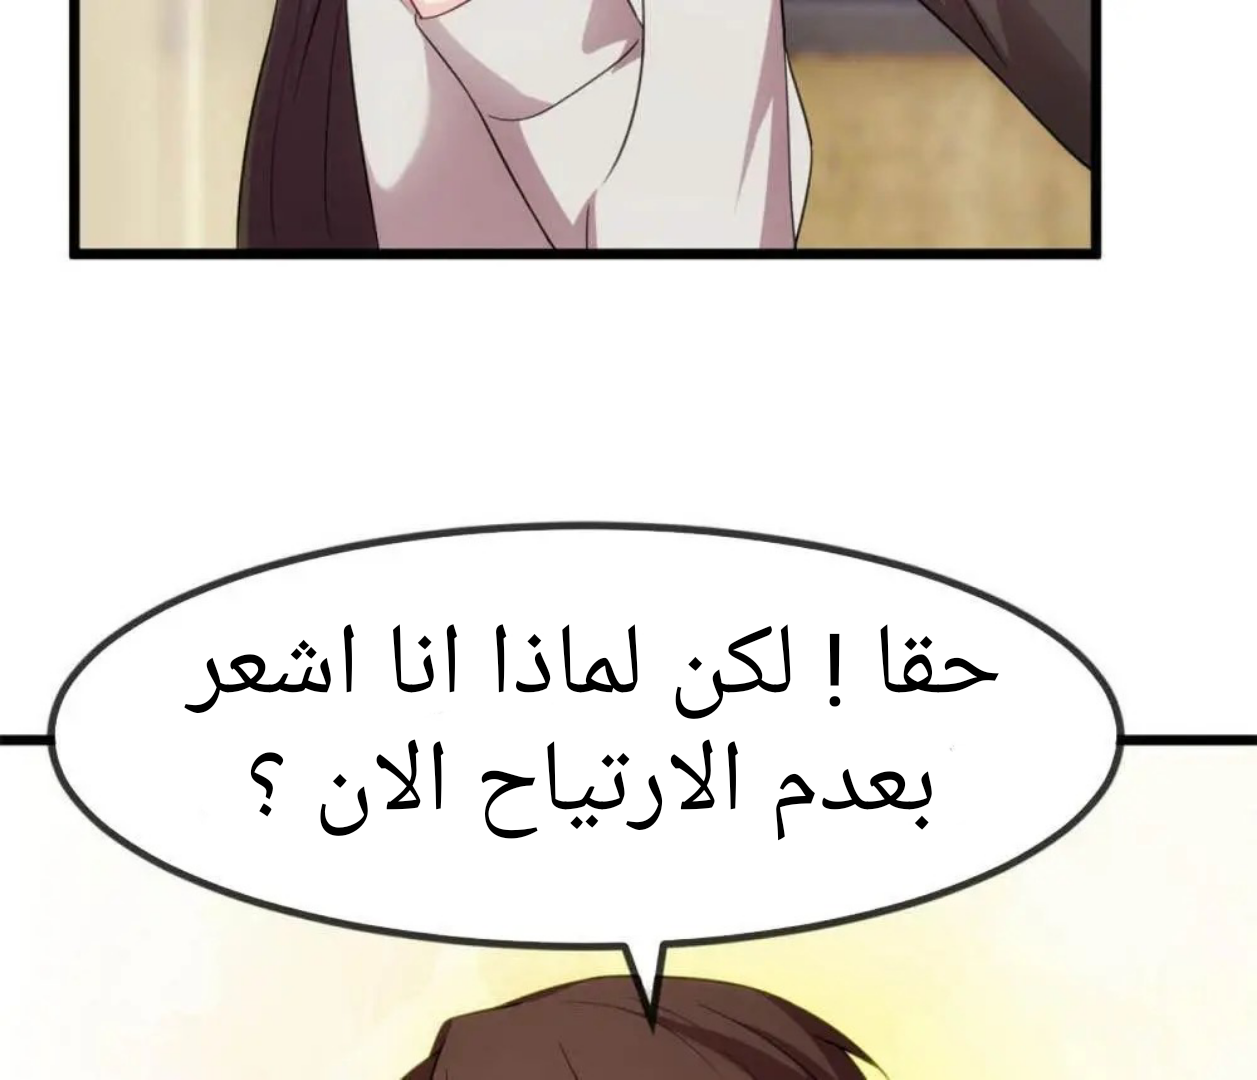 حقا ! لكن لماذا انا اشعر
بعدم الارتياح الان ؟